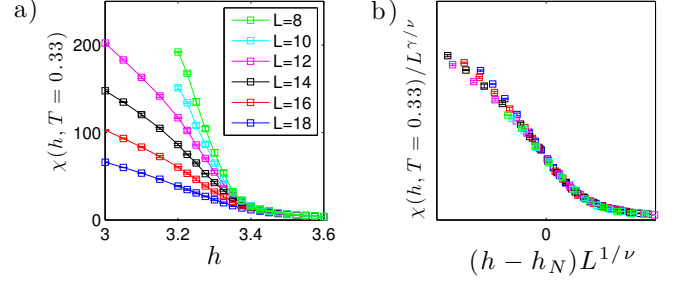 a)
χ(h, T = 0.33)
200
100
0
3
3.2
3.4
3.6
h
L=8
L=10
L=12
L=14
L=16
L=18
b)
χ(h, T = 0.33)/L^{γ/ν}
0
(h − h_N)L^{1/ν}